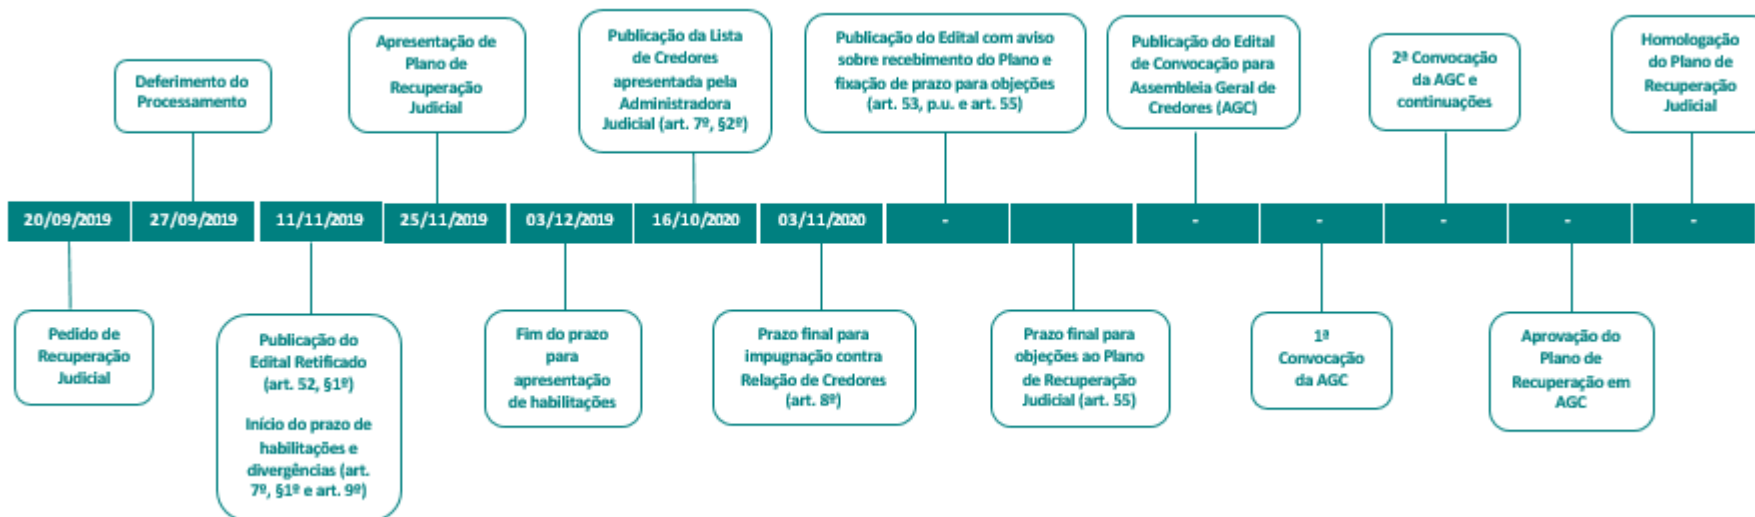 Deferimento do
Processamento
Apresentação de
Plano de
Recuperação
Judicial
Publicação da Lista
de Credores
apresentada pela
Administradora
Judicial (art. 7º, §2º)
Publicação do Edital com aviso
sobre recebimento do Plano e
fixação de prazo para objeções
(art. 53, p.u. e art. 55)
Publicação do Edital
de Convocação para
Assembleia Geral de
Credores (AGC)
2ª Convocação
da AGC e
continuações
Homologação
do Plano de
Recuperação
Judicial
20/09/2019
27/09/2019
11/11/2019
25/11/2019
03/12/2019
16/10/2020
03/11/2020
-
-
-
-
-
-
Pedido de
Recuperação
Judicial
Publicação do
Edital Retificado
(art. 52, §1º)
Início do prazo de
habilitações e
divergências (art.
7º, §1º e art. 9º)
Fim do prazo
para
apresentação
de habilitações
Prazo final para
impugnação contra
Relação de Credores
(art. 8º)
Prazo final para
objeções ao Plano
de Recuperação
Judicial (art. 55)
1ª
Convocação
da AGC
Aprovação do
Plano de
Recuperação em
AGC